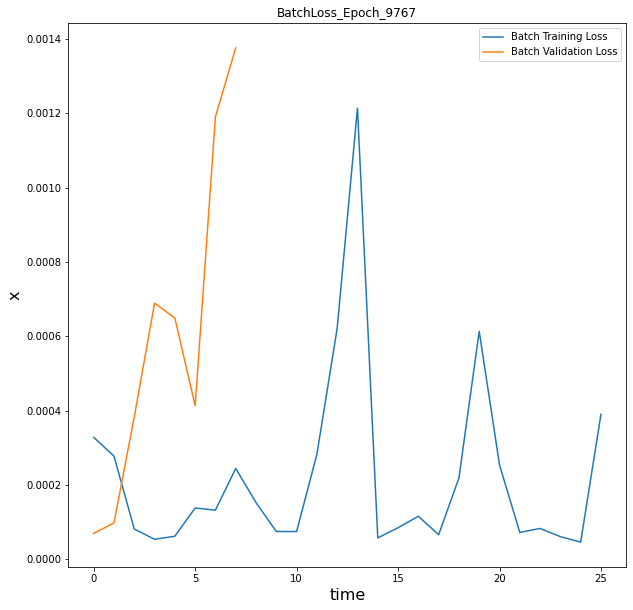 BatchLoss_Epoch_9767
Batch Training Loss
Batch Validation Loss
0.0014
0.0012
0.0010
0.0008
0.0006
0.0004
0.0002
0.0000
x
0 5 10 15 20 25
time